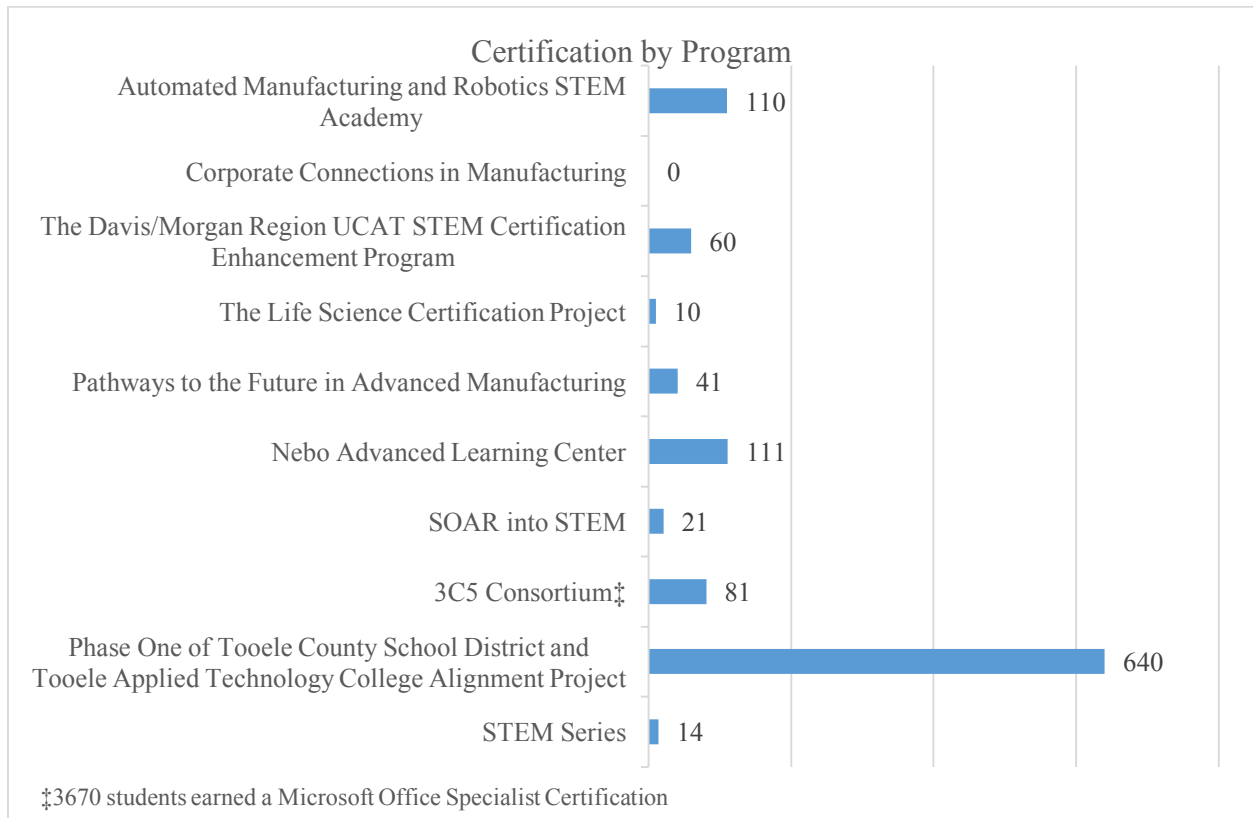 Certification by Program
Automated Manufacturing and Robotics STEM
Academy
110
Corporate Connections in Manufacturing
0
The Davis/Morgan Region UCAT STEM Certification
Enhancement Program
60
The Life Science Certification Project
10
Pathways to the Future in Advanced Manufacturing
41
Nebo Advanced Learning Center
111
SOAR into STEM
21
3C5 Consortium‡
81
Phase One of Tooele County School District and
Tooele Applied Technology College Alignment Project
640
STEM Series
14
‡3670 students earned a Microsoft Office Specialist Certification